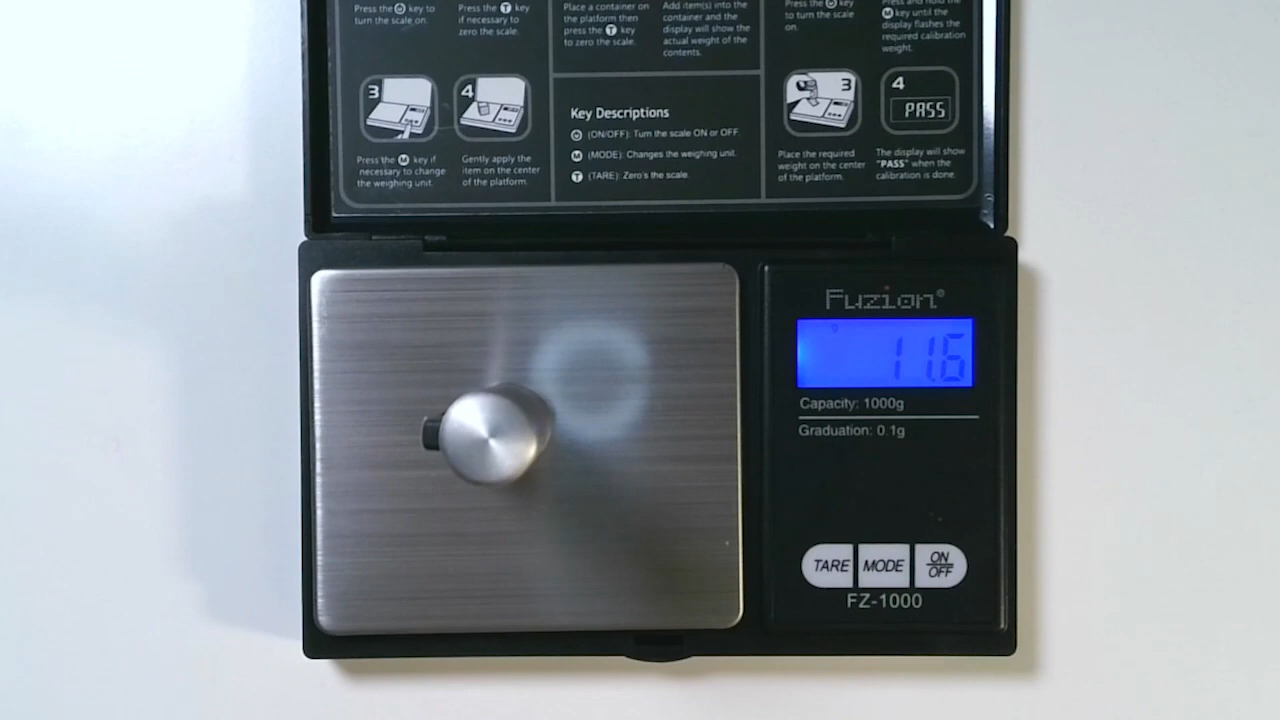 Press the key to
turn the scale on.
Press the T key
if necessary to
zero the scale.
Place a container on
the platform then
press the T key
to zero the scale.
Add item(s) into the
container and the
display will show the
actual weight of the
contents.
Press the key
to turn the scale
on.
Press and hold the
M key until the
display flashes the
required calibration
weight.
3
Press the M key if
necessary to change
the weighing unit.
4
Gently apply the
item on the center
of the platform.
Key Descriptions
(ON/OFF): Turn the scale ON or OFF.
M (MODE): Changes the weighing unit.
T (TARE): Zero's the scale.
3
Place the required
weight on the center
of the platform.
4
PASS
The display will show
"PASS" when the
calibration is done.
Fuzion®
11.6
Capacity: 1000g
Graduation: 0.1g
TARE MODE ON/OFF
FZ-1000